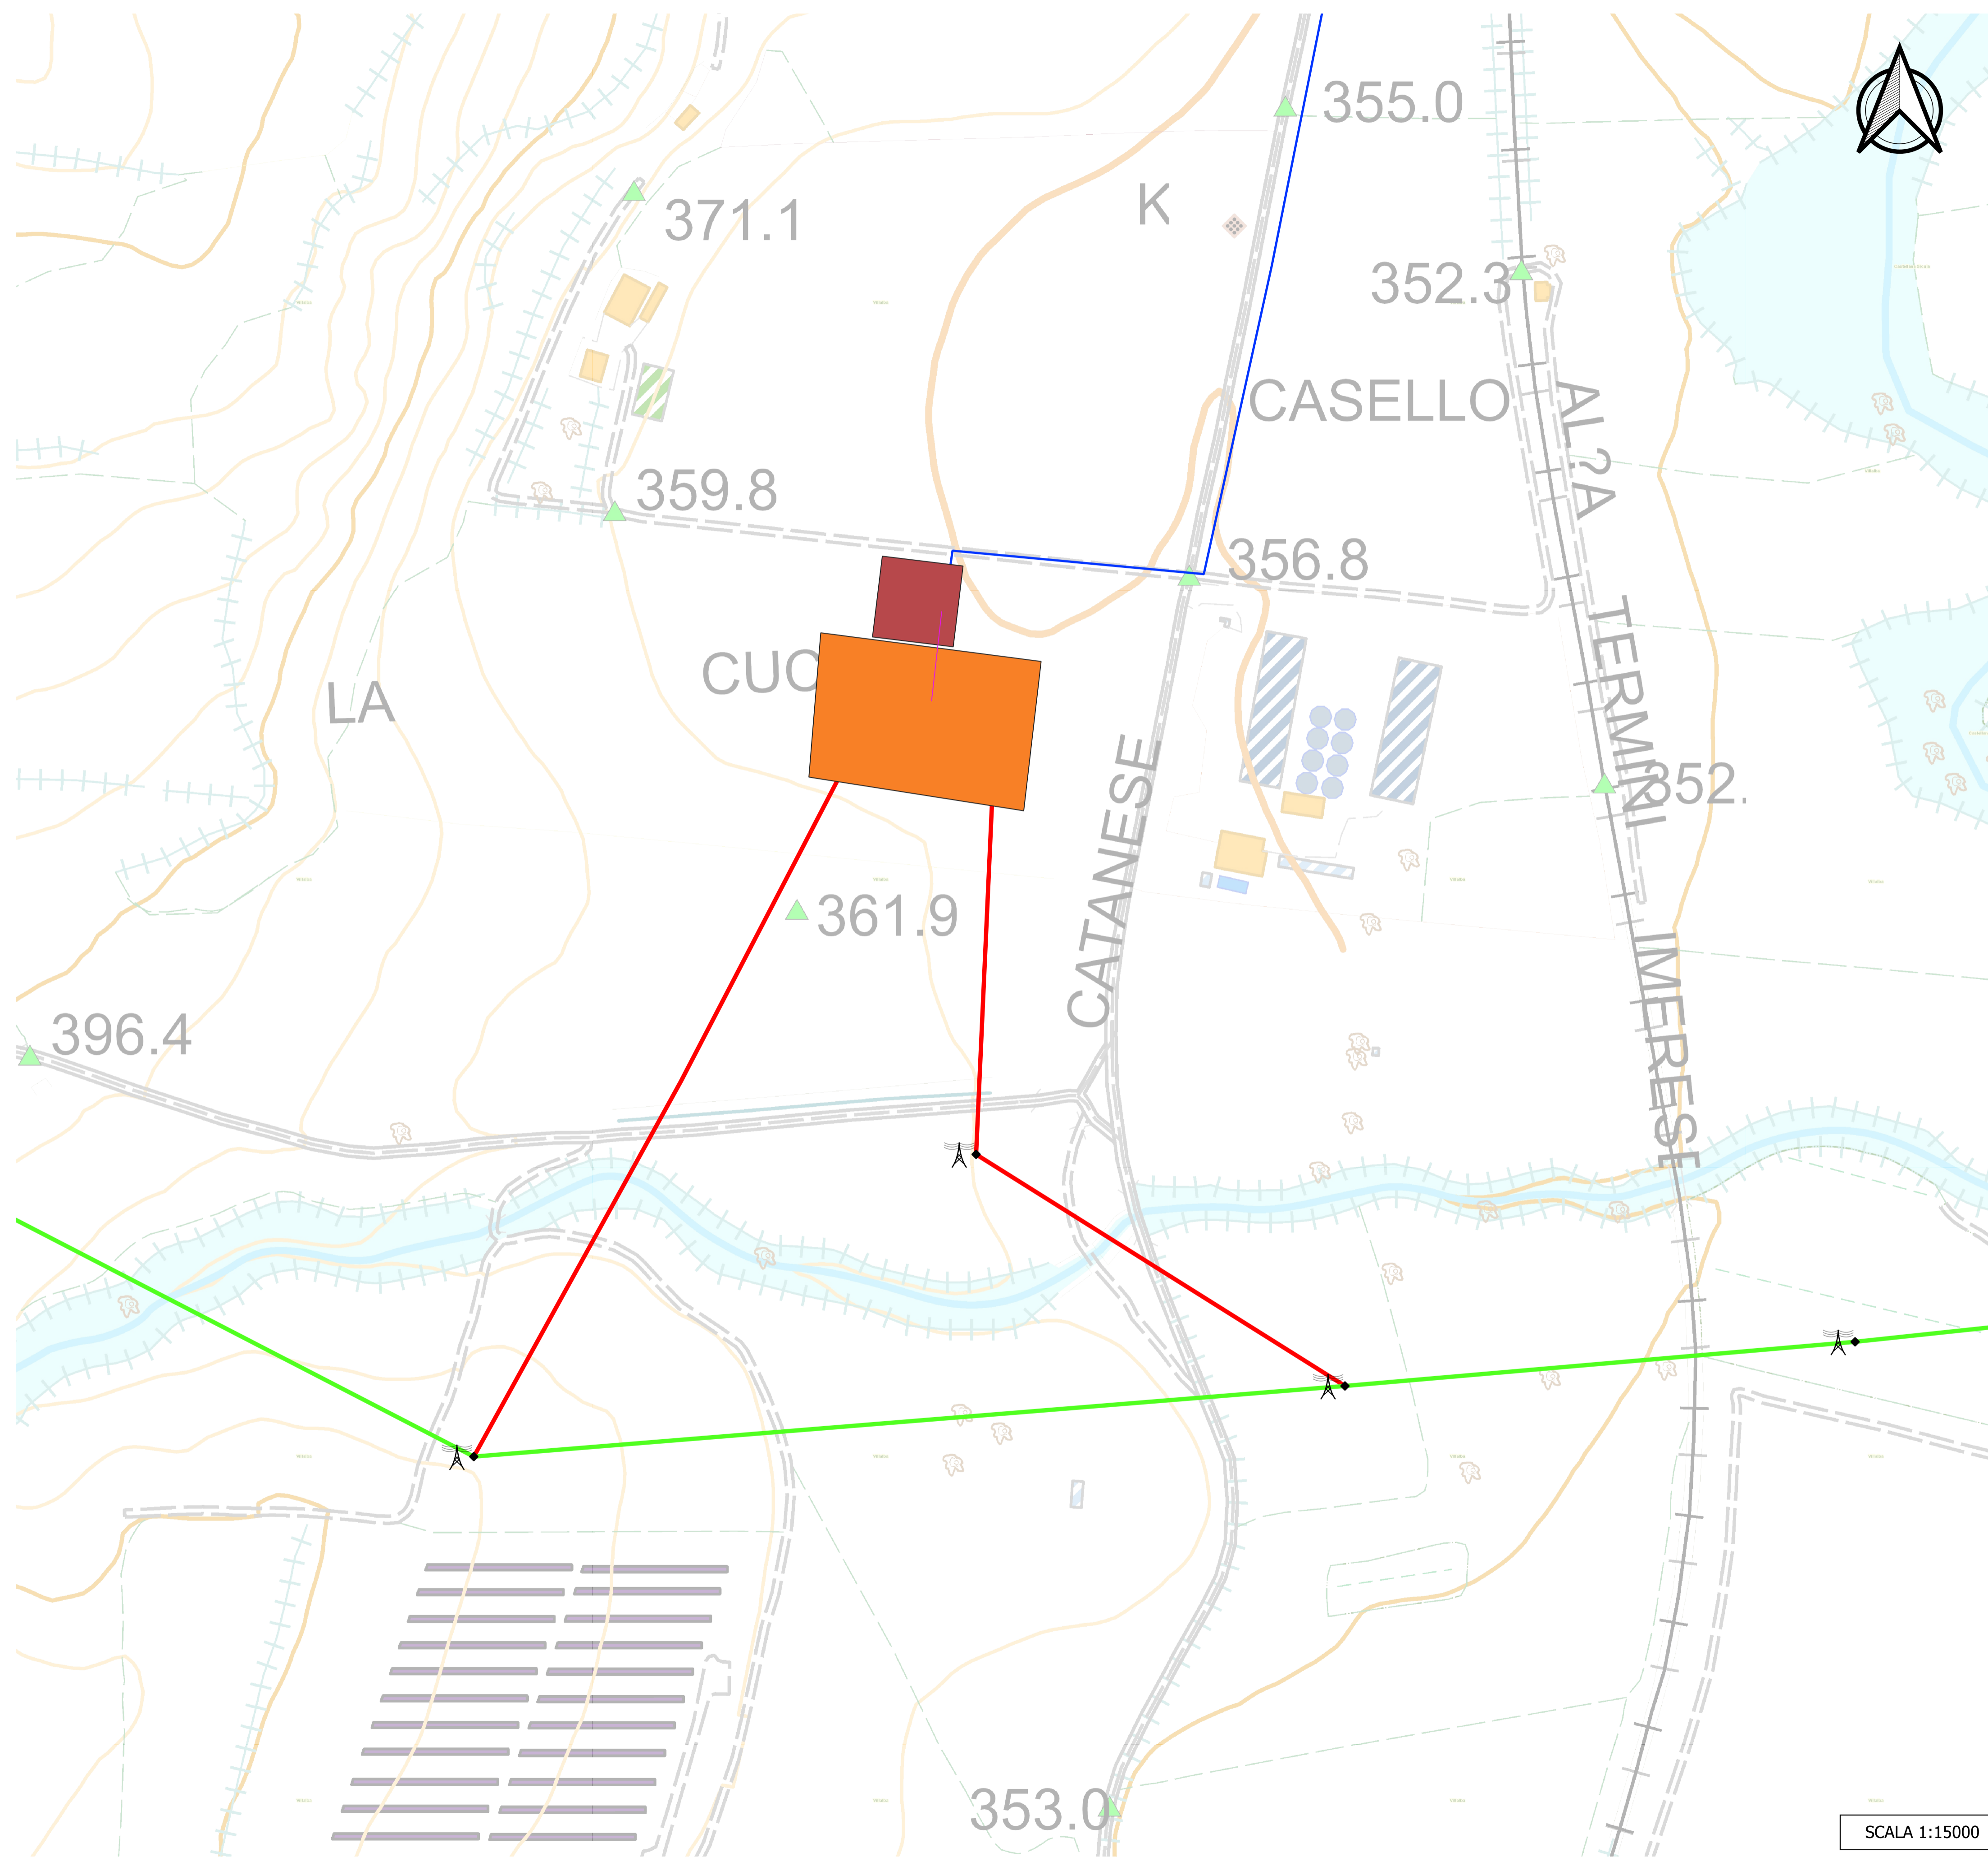 355.0
K
371.1
352.3
CASELLO
AL ?A
359.8
356.8
TERMINI
CUC
LA
352.
CATANESE
361.9
IMERESE
396.4
353.0
SCALA 1:15000